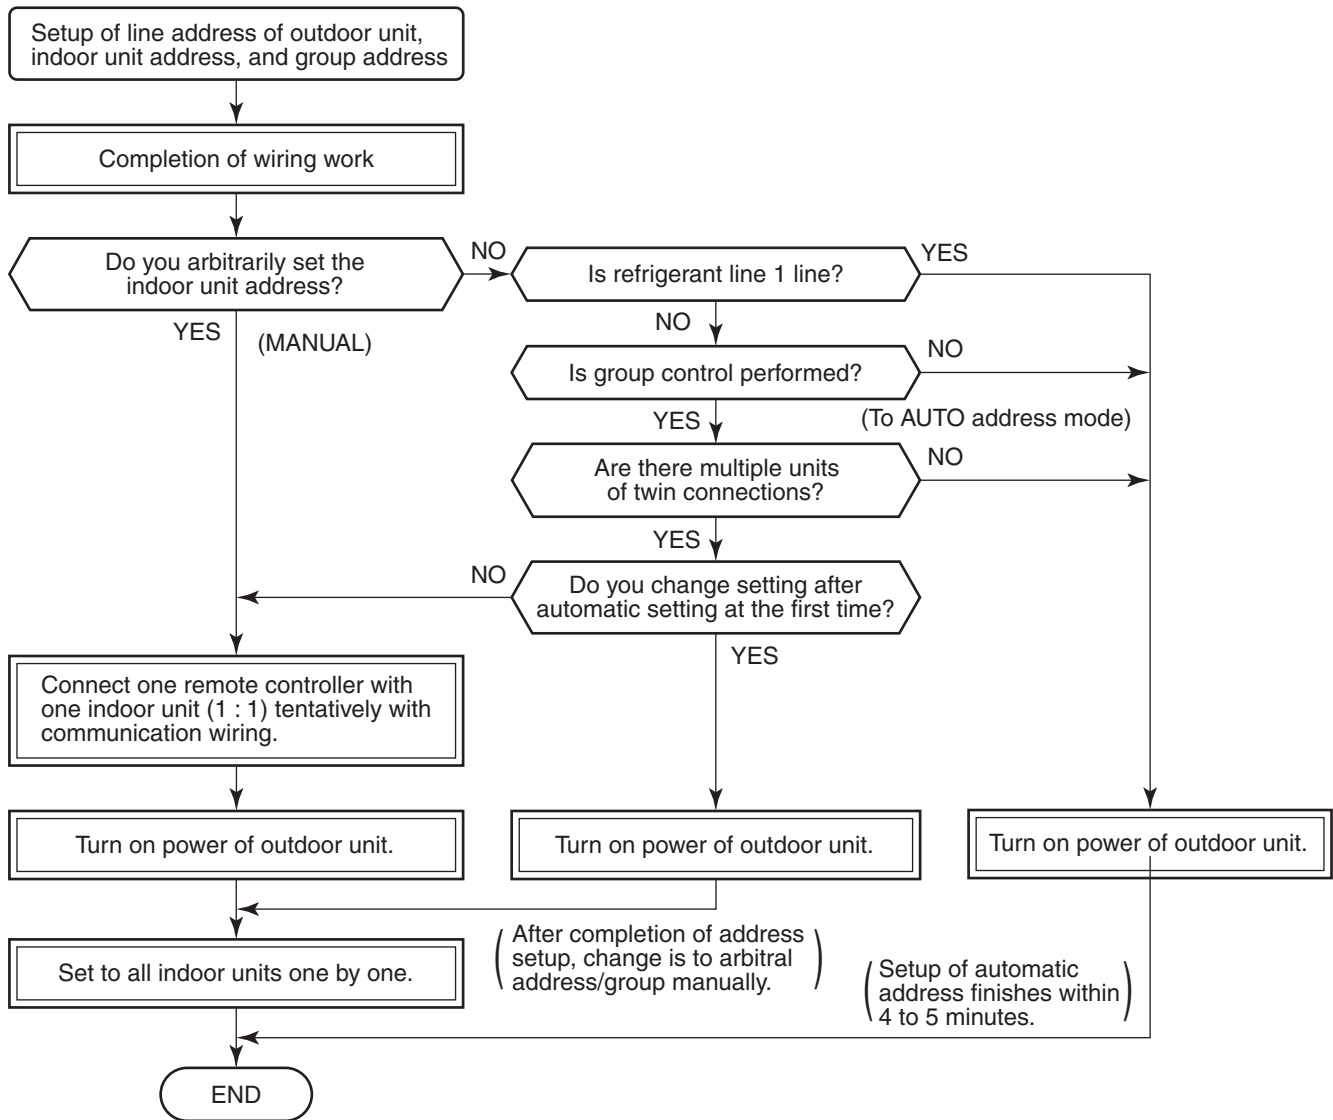 Setup of line address of outdoor unit,
indoor unit address, and group address
Completion of wiring work
Do you arbitrarily set the
indoor unit address?
NO
YES
(MANUAL)
Is refrigerant line 1 line?
YES
NO
Is group control performed?
NO
YES
(To AUTO address mode)
Are there multiple units
of twin connections?
NO
YES
Do you change setting after
automatic setting at the first time?
NO
YES
Connect one remote controller with
one indoor unit (1 : 1) tentatively with
communication wiring.
Turn on power of outdoor unit.
Turn on power of outdoor unit.
Turn on power of outdoor unit.
Set to all indoor units one by one.
(After completion of address
setup, change is to arbitral
address/group manually.)
(Setup of automatic
address finishes within
4 to 5 minutes.)
END